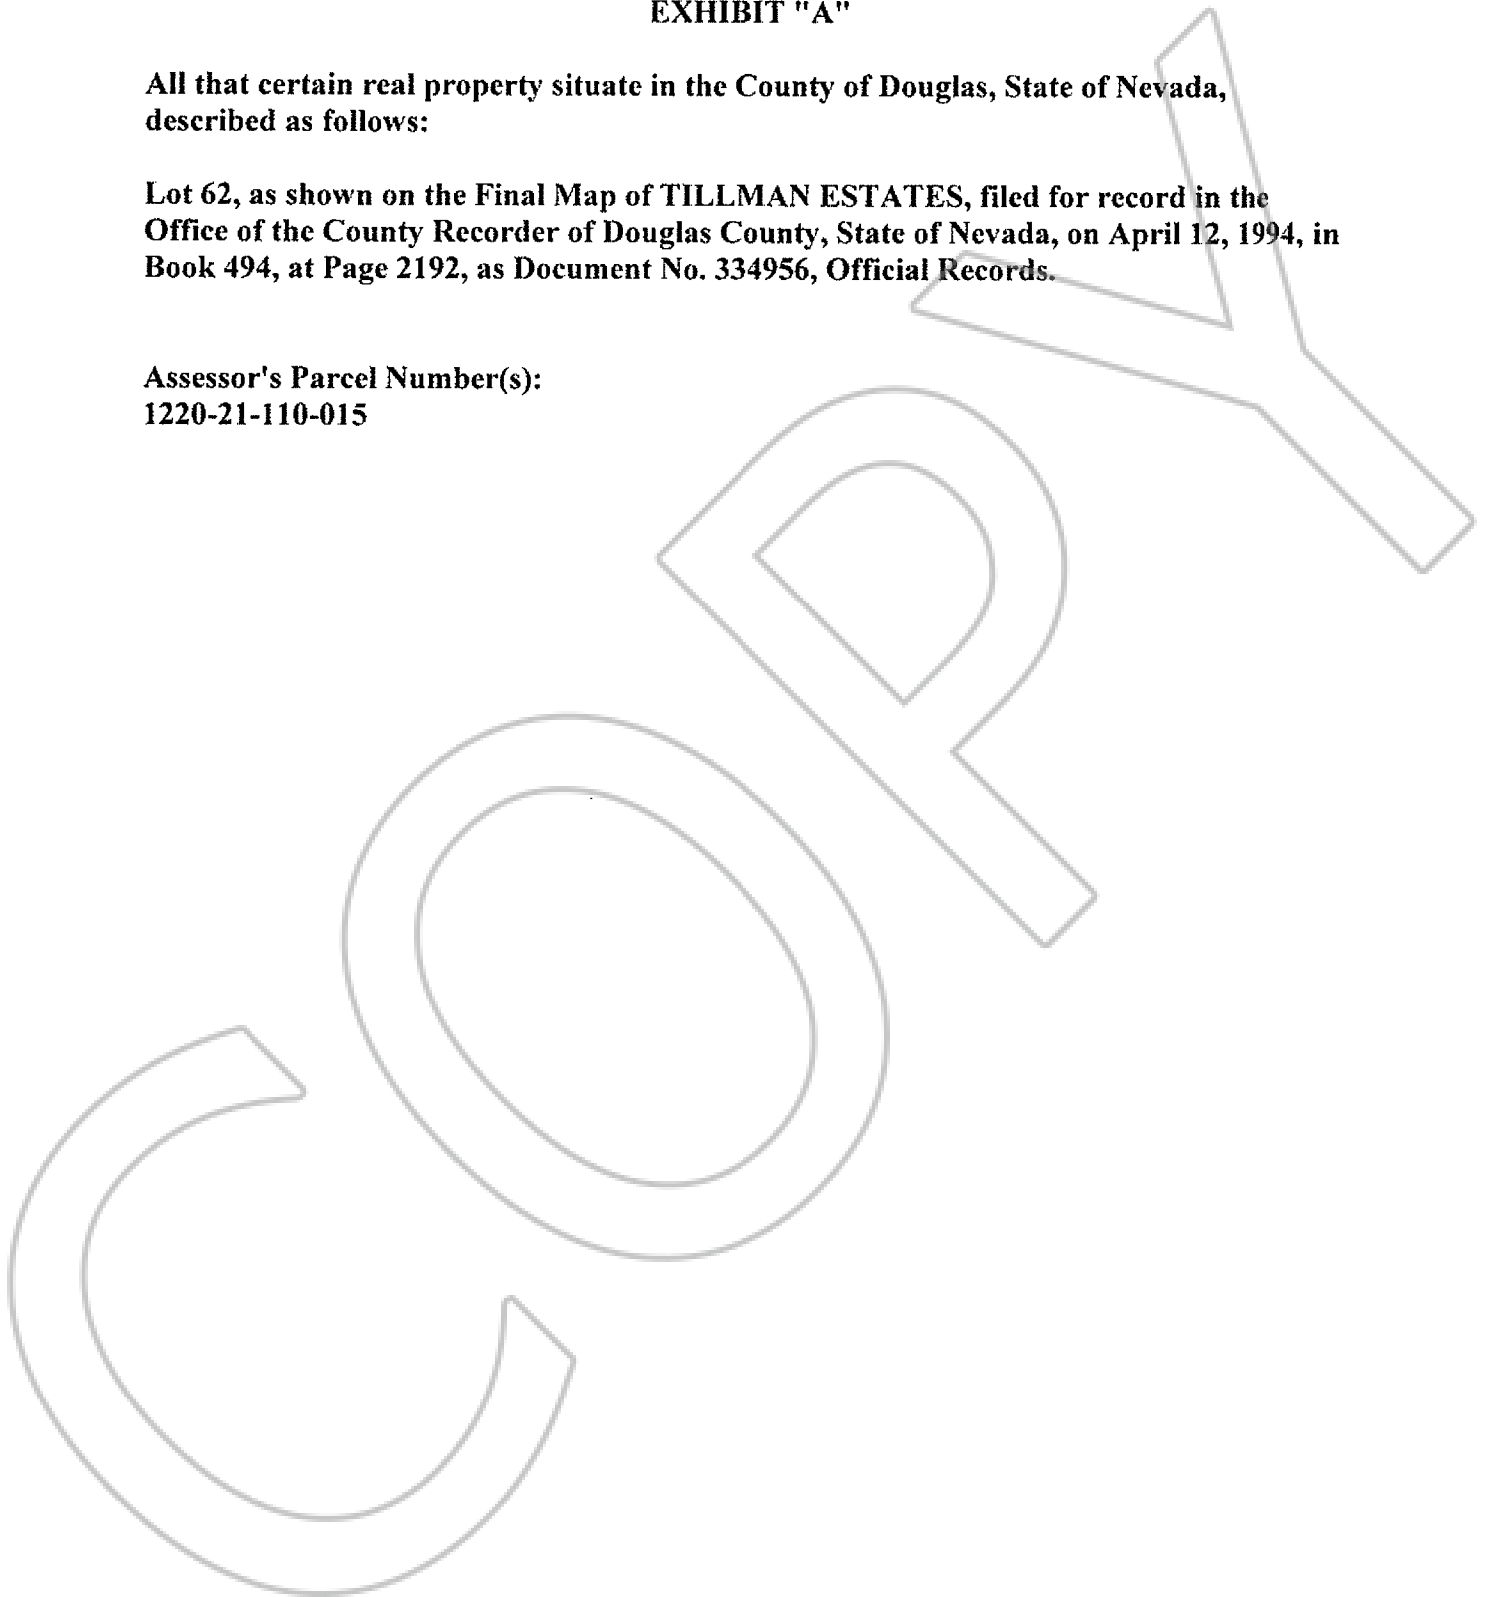 EXHIBIT "A"
All that certain real property situate in the County of Douglas, State of Nevada,
described as follows:
Lot 62, as shown on the Final Map of TILLMAN ESTATES, filed for record in the
Office of the County Recorder of Douglas County, State of Nevada, on April 12, 1994, in
Book 494, at Page 2192, as Document No. 334956, Official Records.
Assessor's Parcel Number(s):
1220-21-110-015
COPY